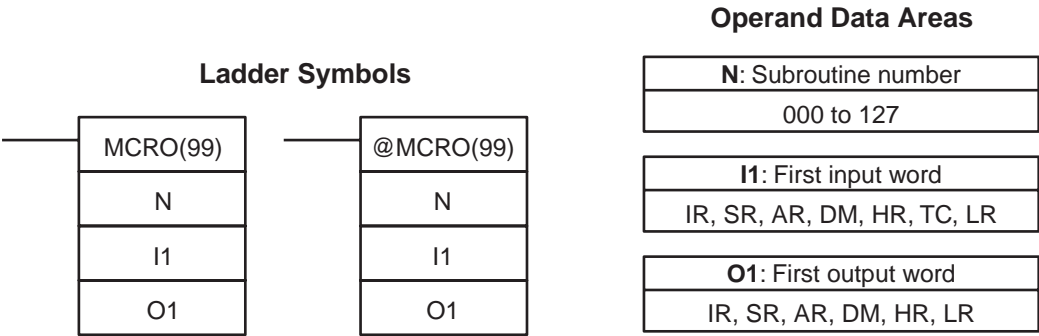 Ladder Symbols
MCRO(99)
N
I1
O1
@MCRO(99)
N
I1
O1
Operand Data Areas
N: Subroutine number
000 to 127
I1: First input word
IR, SR, AR, DM, HR, TC, LR
O1: First output word
IR, SR, AR, DM, HR, LR